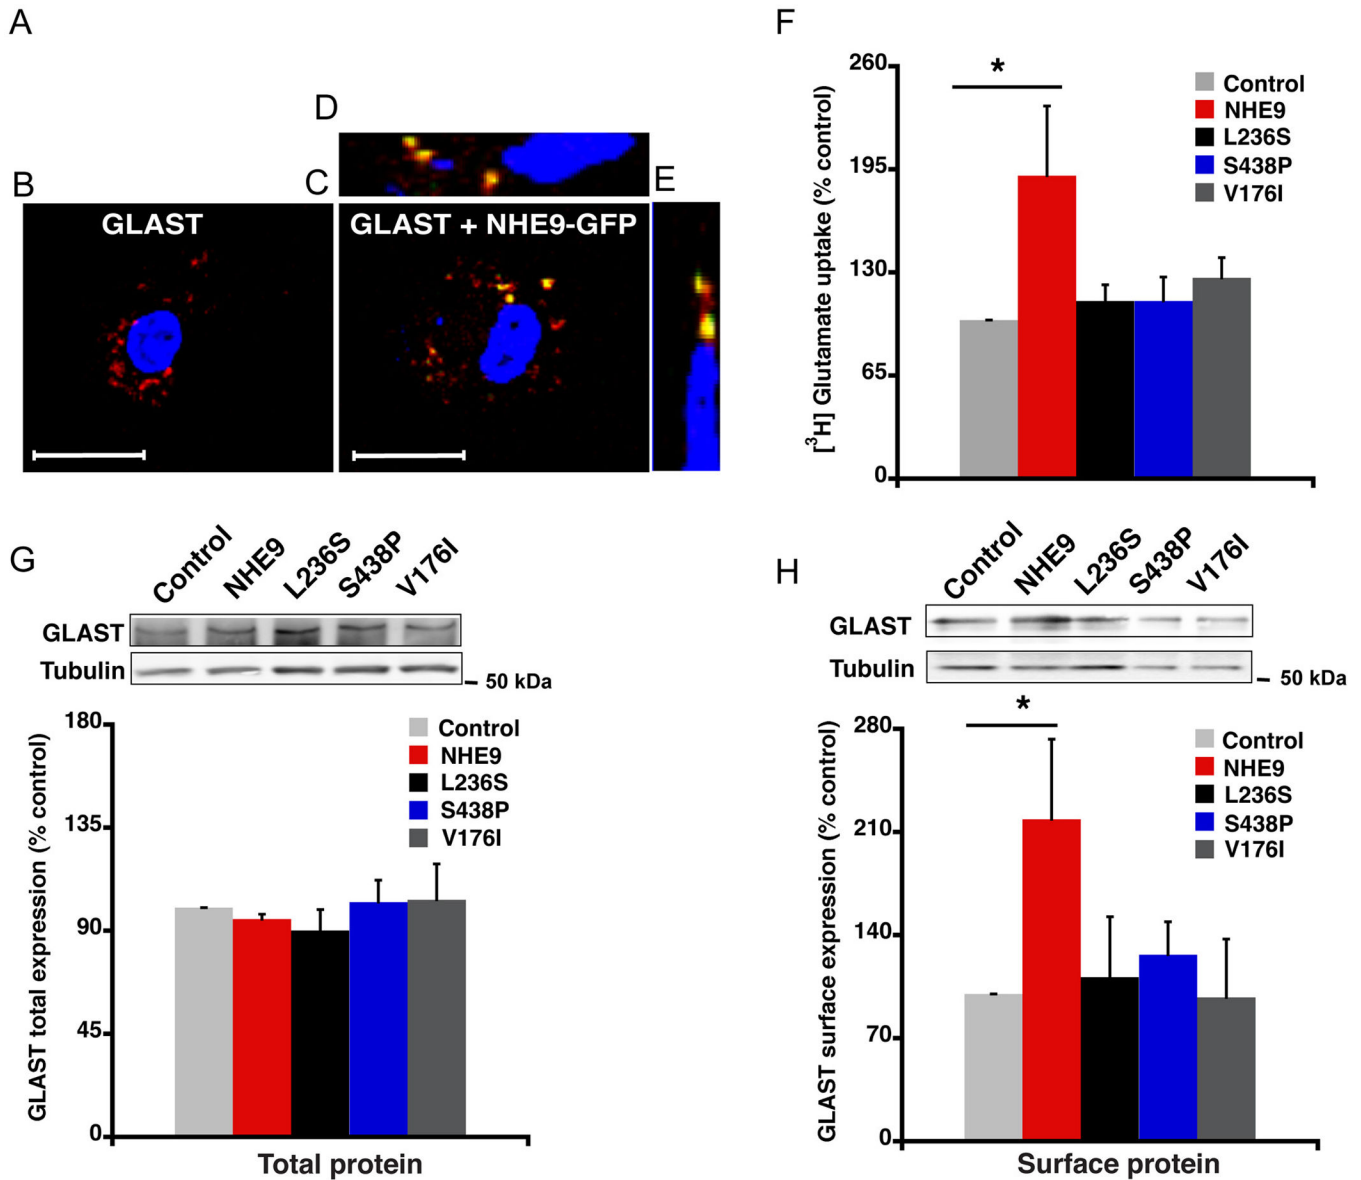 A
B
GLAST
C
GLAST + NHE9-GFP
D
E
F
[³H] Glutamate uptake (% control)
260
195
130
65
0
*
Control
NHE9
L236S
S438P
V176I
G
Control
NHE9
L236S
S438P
V176I
GLAST
Tubulin
50 kDa
GLAST total expression (% control)
180
135
90
45
0
Control
NHE9
L236S
S438P
V176I
Total protein
H
Control
NHE9
L236S
S438P
V176I
GLAST
Tubulin
50 kDa
GLAST surface expression (% control)
280
210
140
70
0
*
Control
NHE9
L236S
S438P
V176I
Surface protein